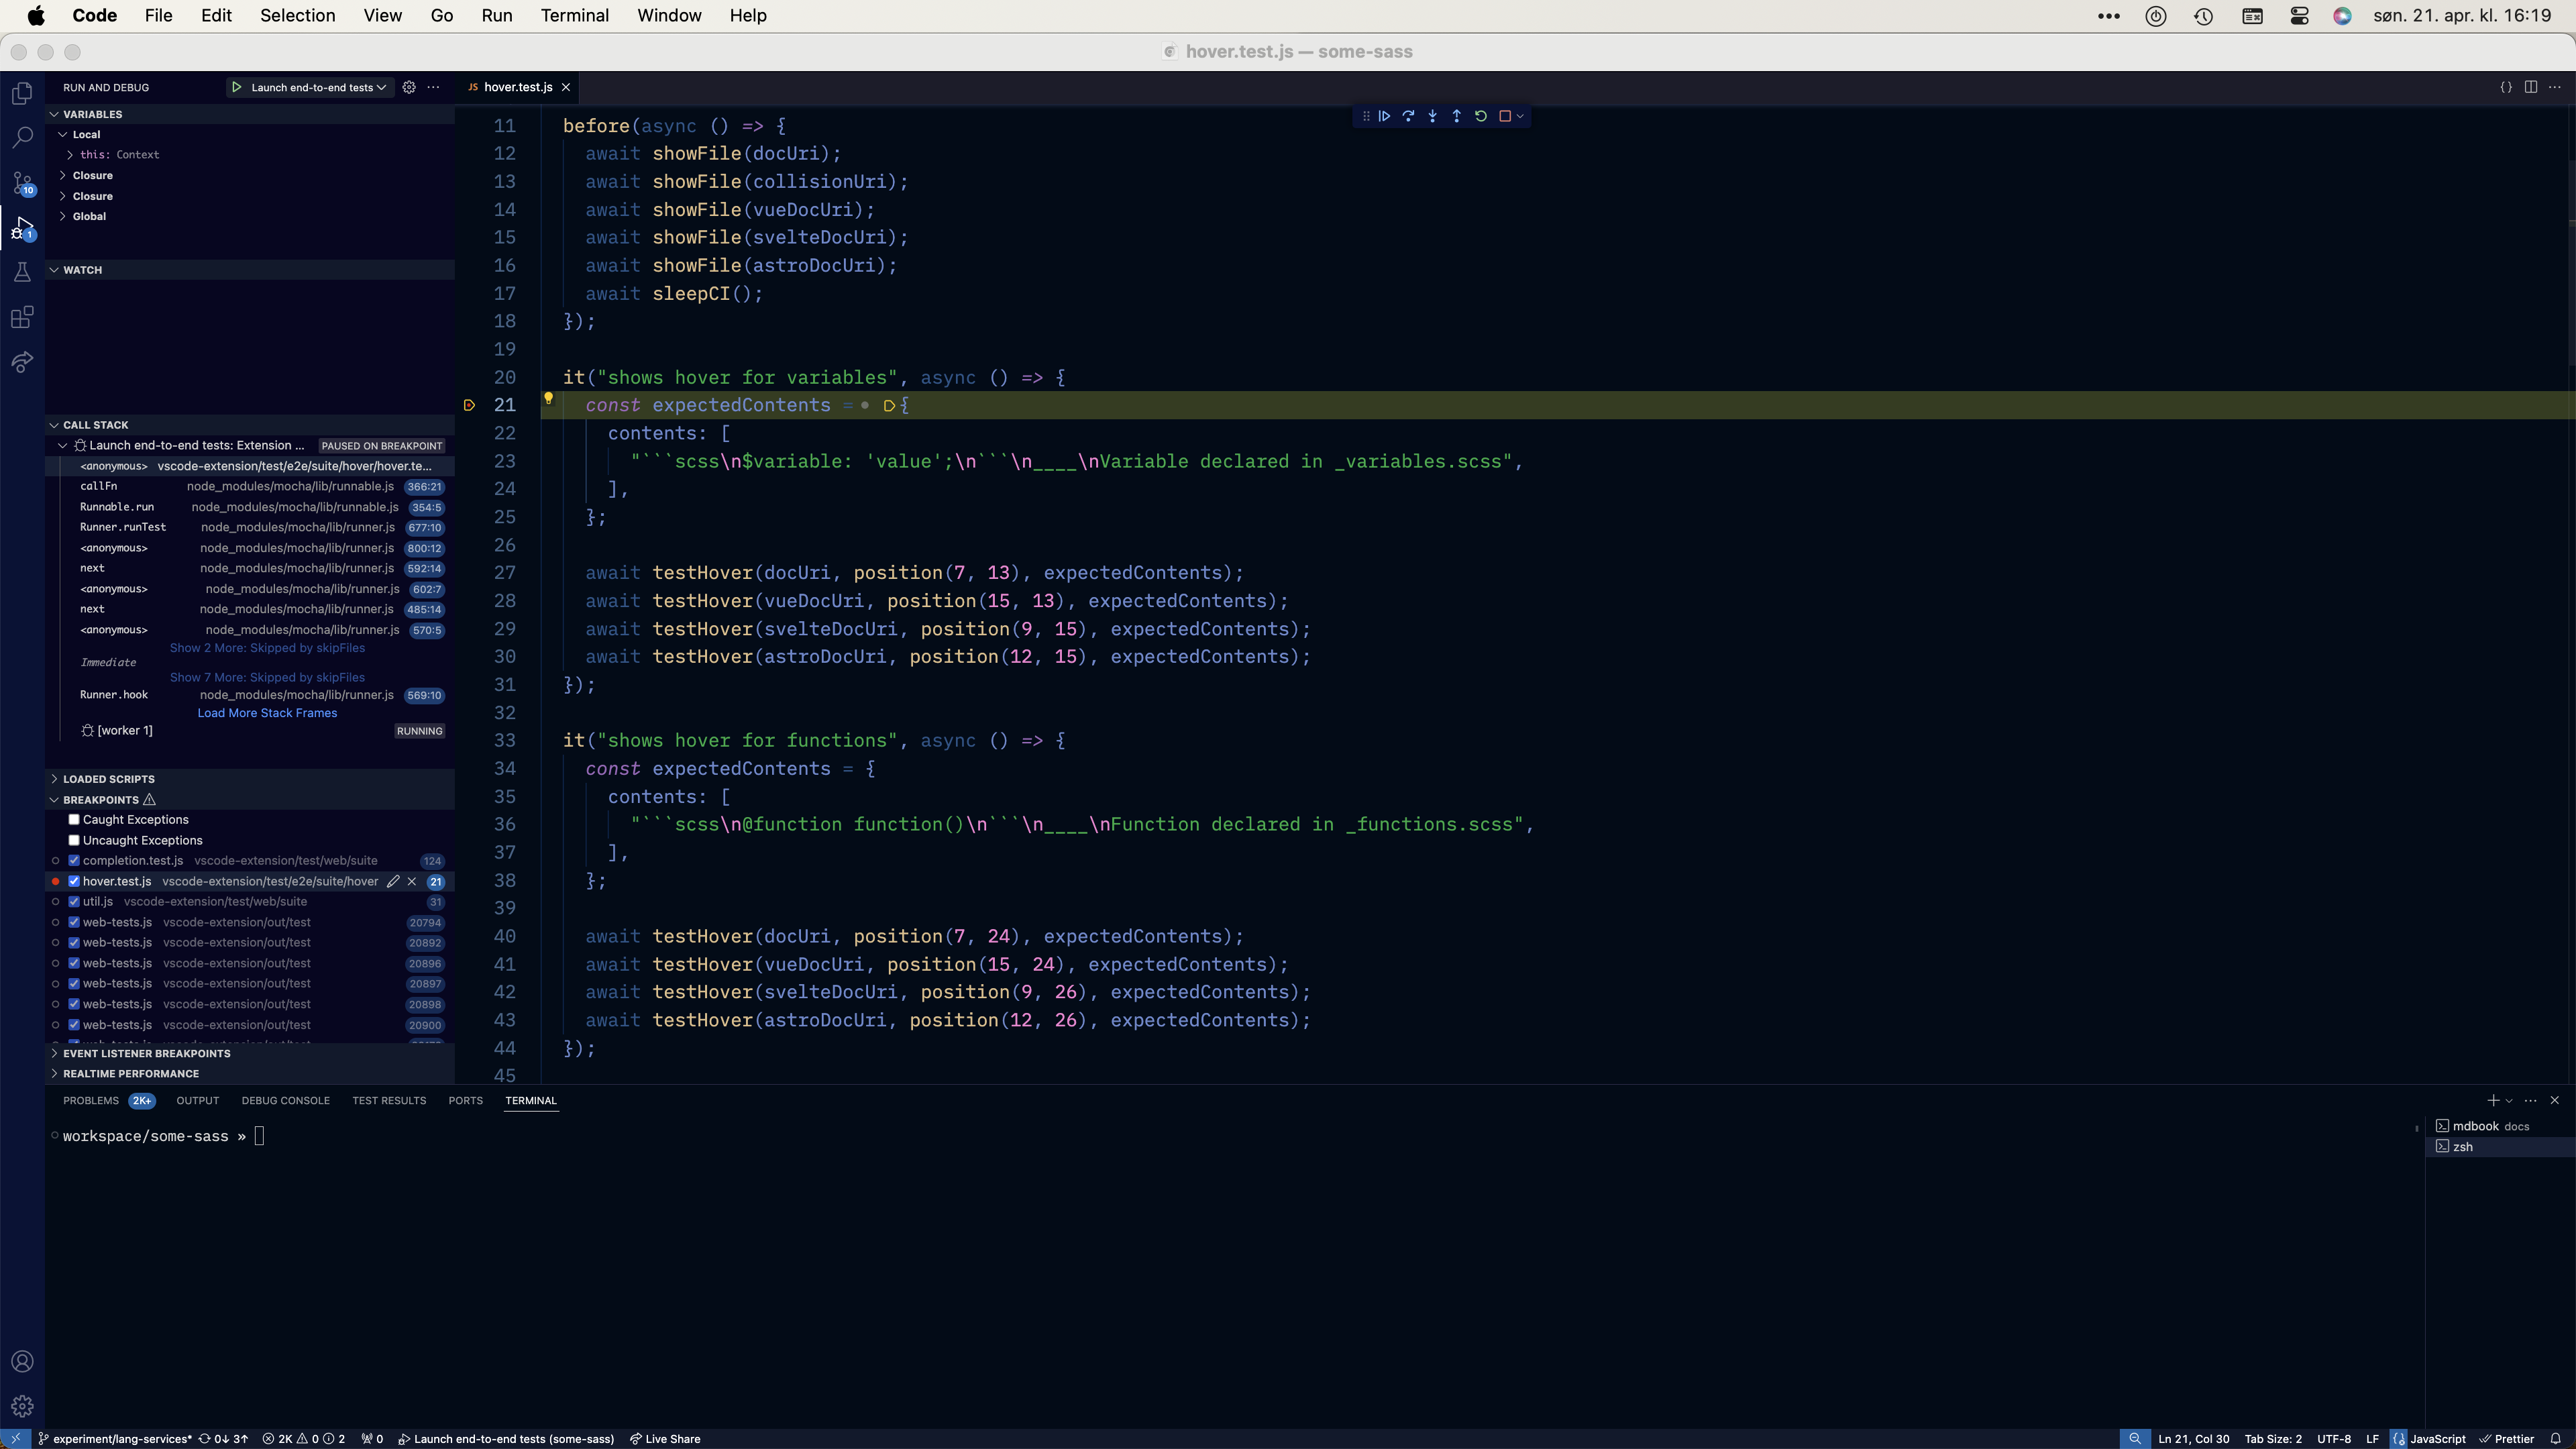 Code File Edit Selection View Go Run Terminal Window Help søn. 21. apr. kl. 16:19
hover.test.js — some-sass
RUN AND DEBUG Launch end-to-end tests
JS hover.test.js
VARIABLES
Local
this: Context
Closure
Closure
Global
10
1
WATCH
CALL STACK
Launch end-to-end tests: Extension ... PAUSED ON BREAKPOINT
<anonymous> vscode-extension/test/e2e/suite/hover/hover.te...
callFn node_modules/mocha/lib/runnable.js 366:21
Runnable.run node_modules/mocha/lib/runnable.js 354:5
Runner.runTest node_modules/mocha/lib/runner.js 677:10
<anonymous> node_modules/mocha/lib/runner.js 800:12
next node_modules/mocha/lib/runner.js 592:14
<anonymous> node_modules/mocha/lib/runner.js 602:7
next node_modules/mocha/lib/runner.js 485:14
<anonymous> node_modules/mocha/lib/runner.js 570:5
Show 2 More: Skipped by skipFiles
Immediate
Show 7 More: Skipped by skipFiles
Runner.hook node_modules/mocha/lib/runner.js 569:10
Load More Stack Frames
[worker 1] RUNNING
LOADED SCRIPTS
BREAKPOINTS
Caught Exceptions
Uncaught Exceptions
completion.test.js vscode-extension/test/web/suite 124
hover.test.js vscode-extension/test/e2e/suite/hover 21
util.js vscode-extension/test/web/suite 31
web-tests.js vscode-extension/out/test 20794
web-tests.js vscode-extension/out/test 20892
web-tests.js vscode-extension/out/test 20896
web-tests.js vscode-extension/out/test 20897
web-tests.js vscode-extension/out/test 20898
web-tests.js vscode-extension/out/test 20900
EVENT LISTENER BREAKPOINTS
REALTIME PERFORMANCE
11 before(async () => {
12 await showFile(docUri);
13 await showFile(collisionUri);
14 await showFile(vueDocUri);
15 await showFile(svelteDocUri);
16 await showFile(astroDocUri);
17 await sleepCI();
18 });
19
20 it("shows hover for variables", async () => {
21 const expectedContents = {
22 contents: [
23 "```scss\n$variable: 'value';\n```\n____\nVariable declared in _variables.scss",
24 ],
25 };
26
27 await testHover(docUri, position(7, 13), expectedContents);
28 await testHover(vueDocUri, position(15, 13), expectedContents);
29 await testHover(svelteDocUri, position(9, 15), expectedContents);
30 await testHover(astroDocUri, position(12, 15), expectedContents);
31 });
32
33 it("shows hover for functions", async () => {
34 const expectedContents = {
35 contents: [
36 "```scss\n@function function()\n```\n____\nFunction declared in _functions.scss",
37 ],
38 };
39
40 await testHover(docUri, position(7, 24), expectedContents);
41 await testHover(vueDocUri, position(15, 24), expectedContents);
42 await testHover(svelteDocUri, position(9, 26), expectedContents);
43 await testHover(astroDocUri, position(12, 26), expectedContents);
44 });
45
PROBLEMS 2K+ OUTPUT DEBUG CONSOLE TEST RESULTS PORTS TERMINAL
workspace/some-sass »
mdbook docs
zsh
experiment/lang-services* 0↓ 3↑ 2K 0 2 0 Launch end-to-end tests (some-sass) Live Share Ln 21, Col 30 Tab Size: 2 UTF-8 LF JavaScript Prettier